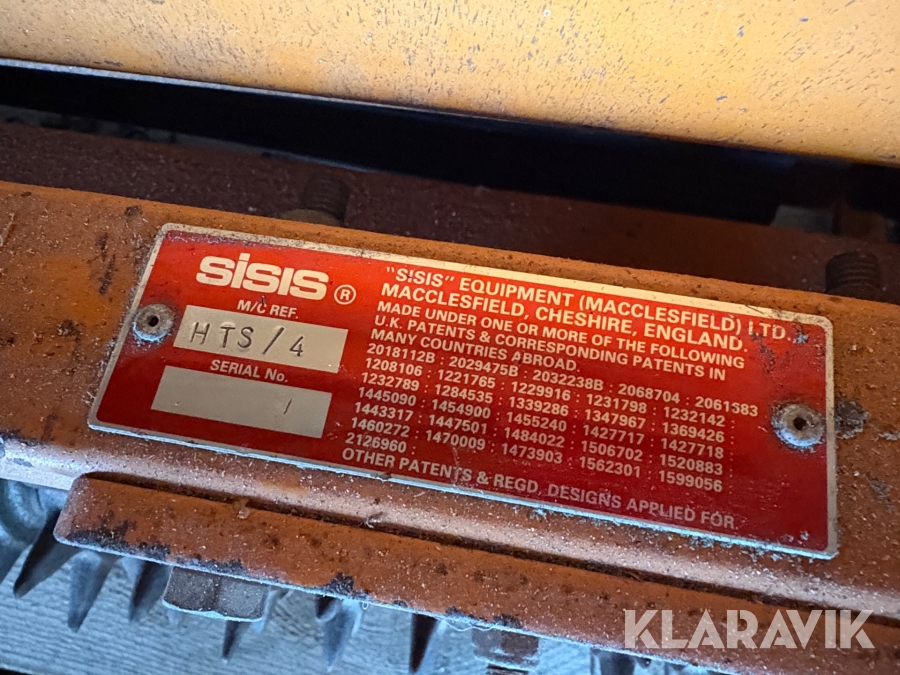 SISIS ®
M/C REF.
HTS/4
SERIAL No.
"SISIS" EQUIPMENT (MACCLESFIELD) LTD.
MACCLESFIELD, CHESHIRE, ENGLAND
MADE UNDER ONE OR MORE OF THE FOLLOWING
U.K. PATENTS & CORRESPONDING PATENTS IN
MANY COUNTRIES ABROAD.
2018112B : 2029475B : 2032238B : 2068704 : 2061583
1208106 : 1221765 : 1229916 : 1231798 : 1232142
1232789 : 1284535 : 1339286 : 1347967 : 1369426
1445090 : 1454900 : 1455240 : 1427717 : 1427718
1443317 : 1447501 : 1484022 : 1506702 : 1520883
1460272 : 1470009 : 1473903 : 1562301 : 1599056
2126960
OTHER PATENTS & REGD. DESIGNS APPLIED FOR
KLARAVIK